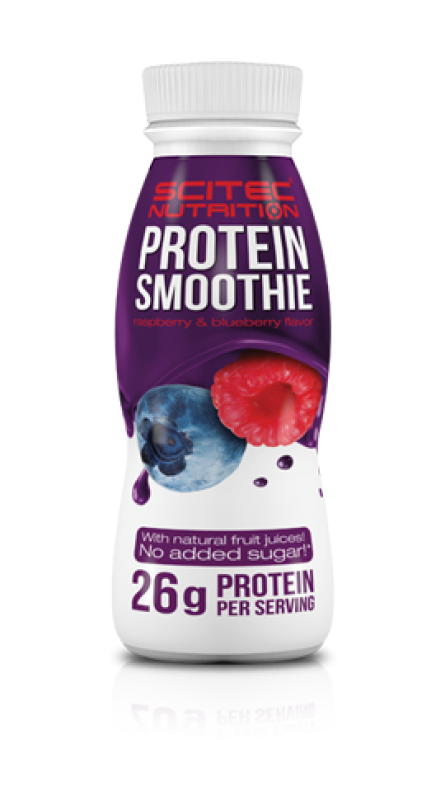 SCITEC
NUTRITION
PROTEIN
SMOOTHIE
raspberry & blueberry flavor
With natural fruit juices!
No added sugar!*
26g PROTEIN
PER SERVING